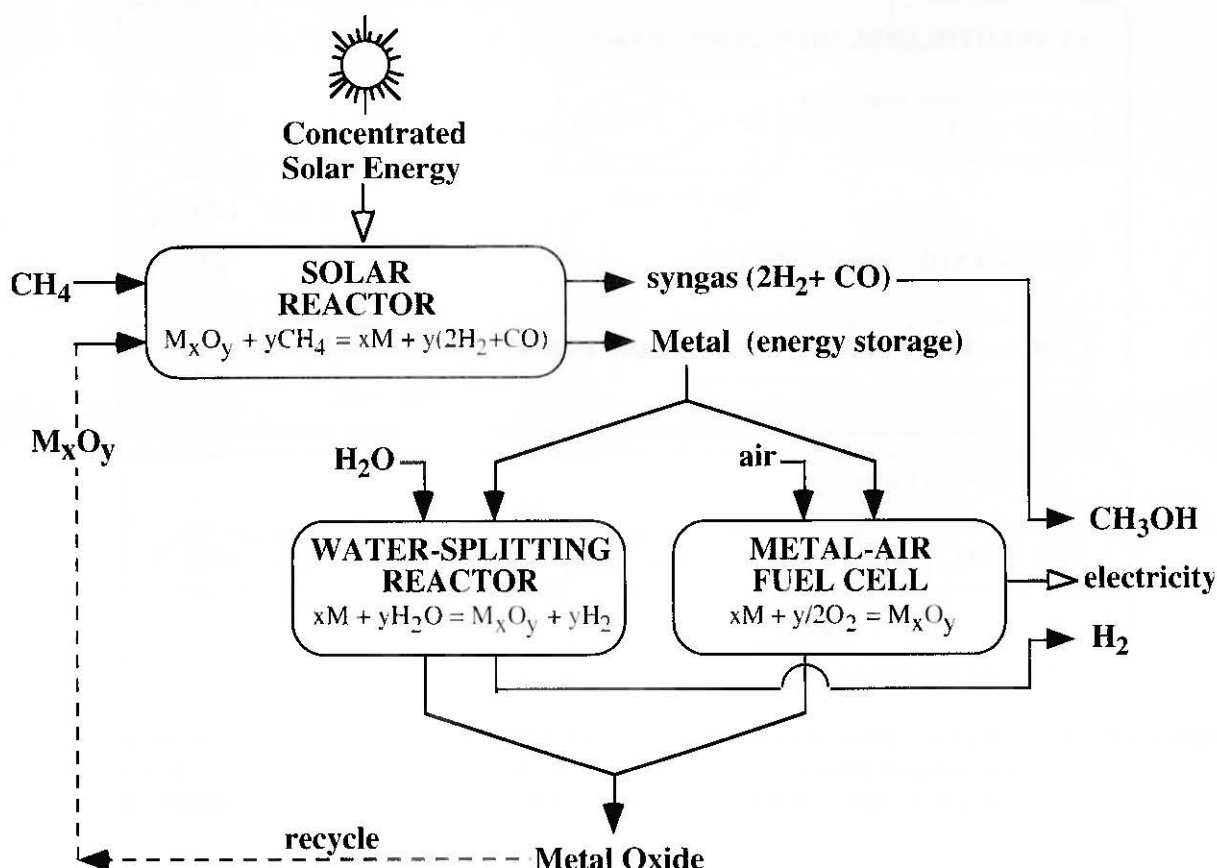 Concentrated
Solar Energy
CH4
SOLAR
REACTOR
MxOy + yCH4 = xM + y(2H2+CO)
syngas (2H2+ CO)
Metal (energy storage)
MxOy
H2O
air
WATER-SPLITTING
REACTOR
xM + yH2O = MxOy + yH2
METAL-AIR
FUEL CELL
xM + y/2O2 = MxOy
CH3OH
electricity
H2
recycle
Metal Oxide